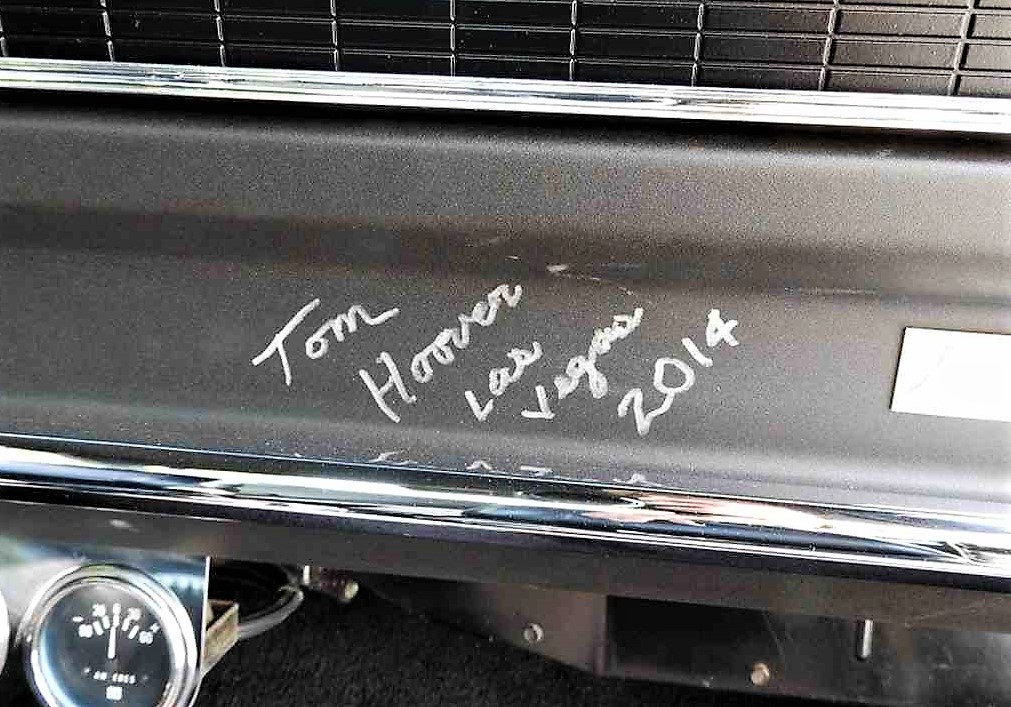 Tom
Hoover
Las
Vegas
2014